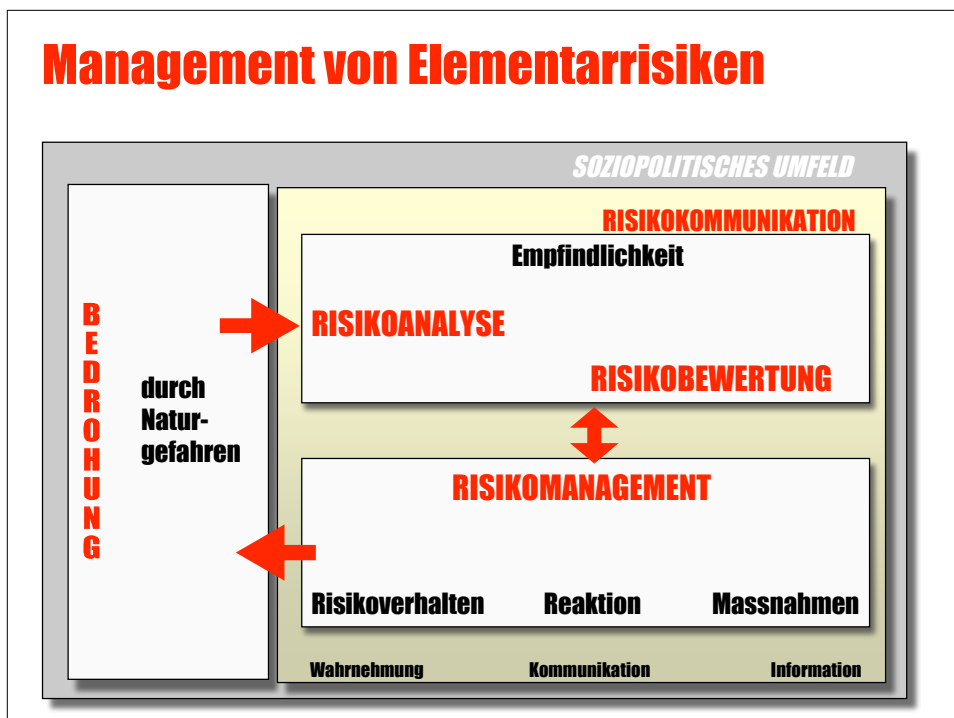 Management von Elementarrisiken
SOZIOPOLITISCHES UMFELD
RISIKOKOMMUNIKATION
BEDROHUNG
durch
Natur-
gefahren
Empfindlichkeit
RISIKOANALYSE
RISIKOBEWERTUNG
RISIKOMANAGEMENT
Risikoverhalten Reaktion Massnahmen
Wahrnehmung Kommunikation Information